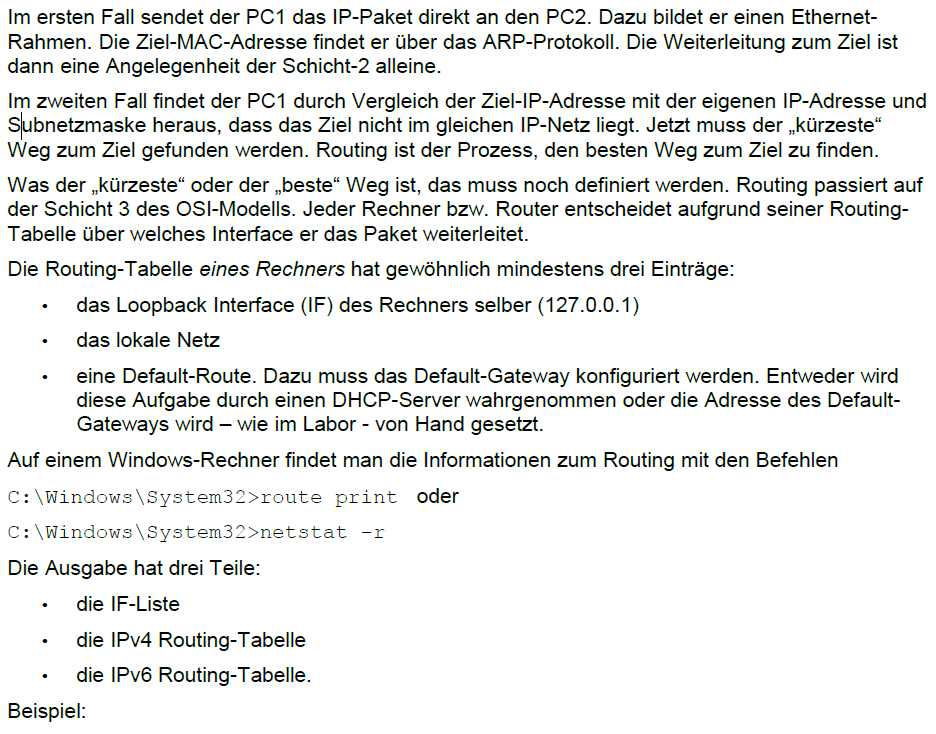 Im ersten Fall sendet der PC1 das IP-Paket direkt an den PC2. Dazu bildet er einen Ethernet-
Rahmen. Die Ziel-MAC-Adresse findet er über das ARP-Protokoll. Die Weiterleitung zum Ziel ist
dann eine Angelegenheit der Schicht-2 alleine.
Im zweiten Fall findet der PC1 durch Vergleich der Ziel-IP-Adresse mit der eigenen IP-Adresse und
Subnetzmaske heraus, dass das Ziel nicht im gleichen IP-Netz liegt. Jetzt muss der „kürzeste“
Weg zum Ziel gefunden werden. Routing ist der Prozess, den besten Weg zum Ziel zu finden.
Was der „kürzeste“ oder der „beste“ Weg ist, das muss noch definiert werden. Routing passiert auf
der Schicht 3 des OSI-Modells. Jeder Rechner bzw. Router entscheidet aufgrund seiner Routing-
Tabelle über welches Interface er das Paket weiterleitet.
Die Routing-Tabelle eines Rechners hat gewöhnlich mindestens drei Einträge:
• das Loopback Interface (IF) des Rechners selber (127.0.0.1)
• das lokale Netz
• eine Default-Route. Dazu muss das Default-Gateway konfiguriert werden. Entweder wird
diese Aufgabe durch einen DHCP-Server wahrgenommen oder die Adresse des Default-
Gateways wird – wie im Labor - von Hand gesetzt.
Auf einem Windows-Rechner findet man die Informationen zum Routing mit den Befehlen
C:\Windows\System32>route print oder
C:\Windows\System32>netstat -r
Die Ausgabe hat drei Teile:
• die IF-Liste
• die IPv4 Routing-Tabelle
• die IPv6 Routing-Tabelle.
Beispiel: